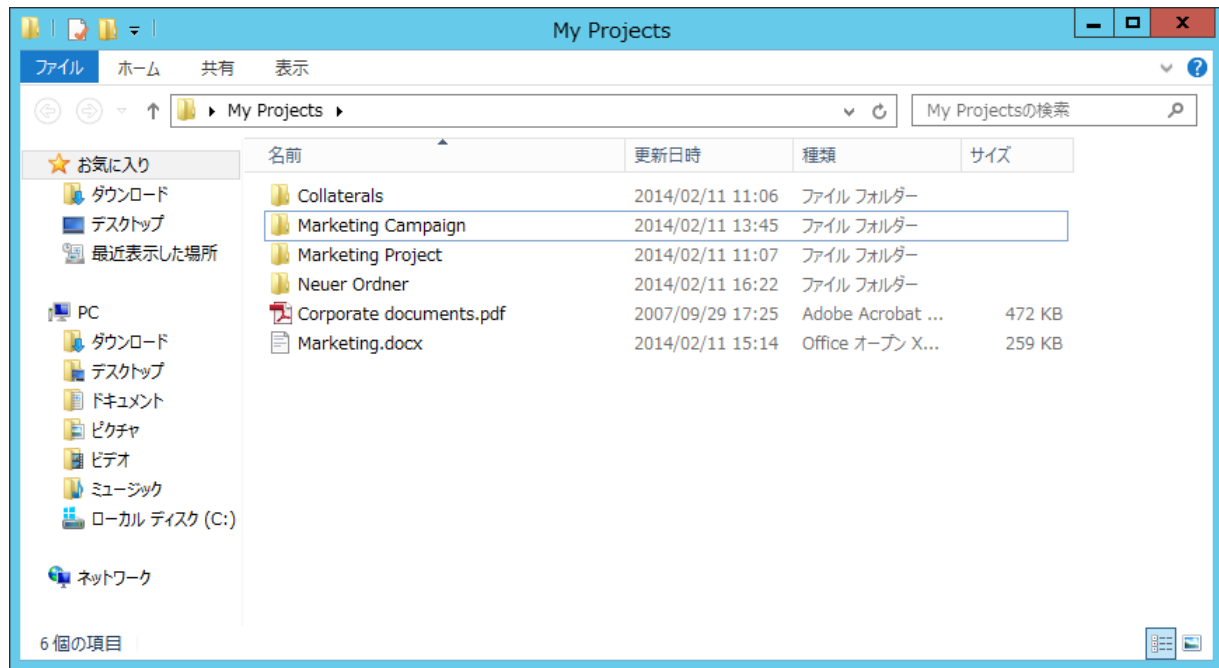 My Projects
ファイル ホーム 共有 表示
My Projects My Projectsの検索
名前 更新日時 種類 サイズ
お気に入り
ダウンロード
デスクトップ
最近表示した場所
PC
ダウンロード
デスクトップ
ドキュメント
ピクチャ
ビデオ
ミュージック
ローカル ディスク (C:)
ネットワーク
Collaterals 2014/02/11 11:06 ファイル フォルダー
Marketing Campaign 2014/02/11 13:45 ファイル フォルダー
Marketing Project 2014/02/11 11:07 ファイル フォルダー
Neuer Ordner 2014/02/11 16:22 ファイル フォルダー
Corporate documents.pdf 2007/09/29 17:25 Adobe Acrobat ... 472 KB
Marketing.docx 2014/02/11 15:14 Office オープン X... 259 KB
6 個の項目